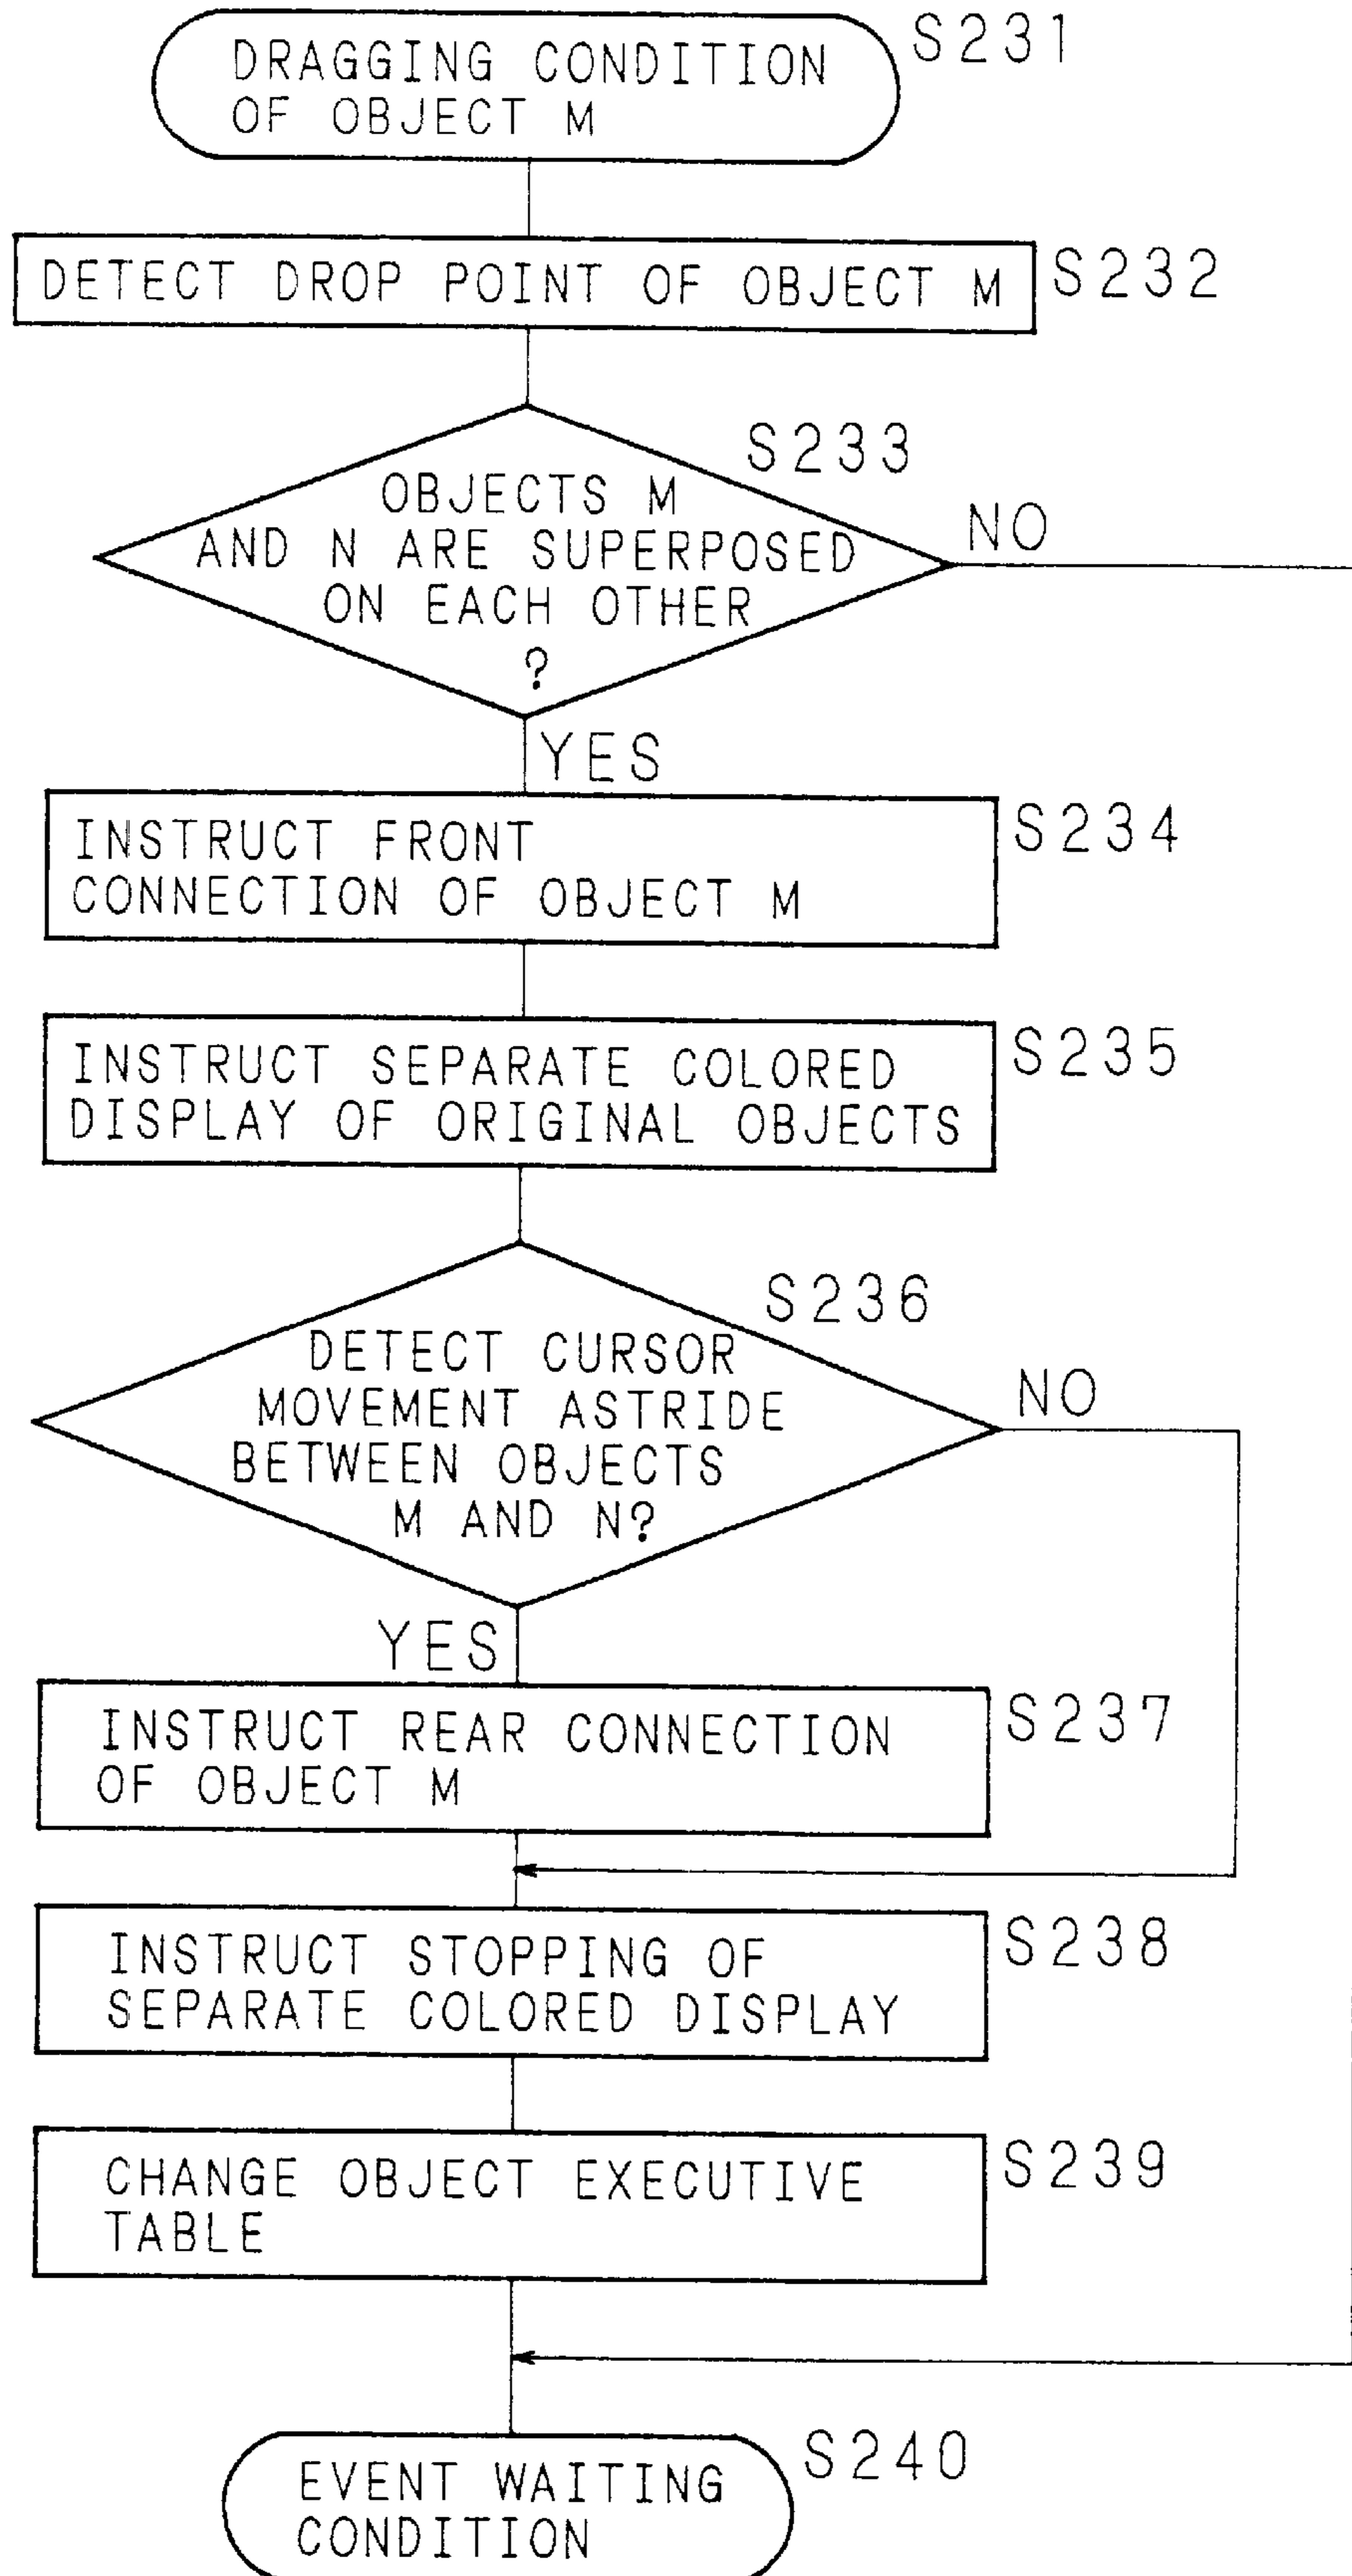 DRAGGING CONDITION
OF OBJECT M
S231
DETECT DROP POINT OF OBJECT M
S232
S233
OBJECTS M
AND N ARE SUPERPOSED
ON EACH OTHER
?
NO
YES
INSTRUCT FRONT
CONNECTION OF OBJECT M
S234
INSTRUCT SEPARATE COLORED
DISPLAY OF ORIGINAL OBJECTS
S235
S236
DETECT CURSOR
MOVEMENT ASTRIDE
BETWEEN OBJECTS
M AND N?
NO
YES
INSTRUCT REAR CONNECTION
OF OBJECT M
S237
INSTRUCT STOPPING OF
SEPARATE COLORED DISPLAY
S238
CHANGE OBJECT EXECUTIVE
TABLE
S239
EVENT WAITING
CONDITION
S240